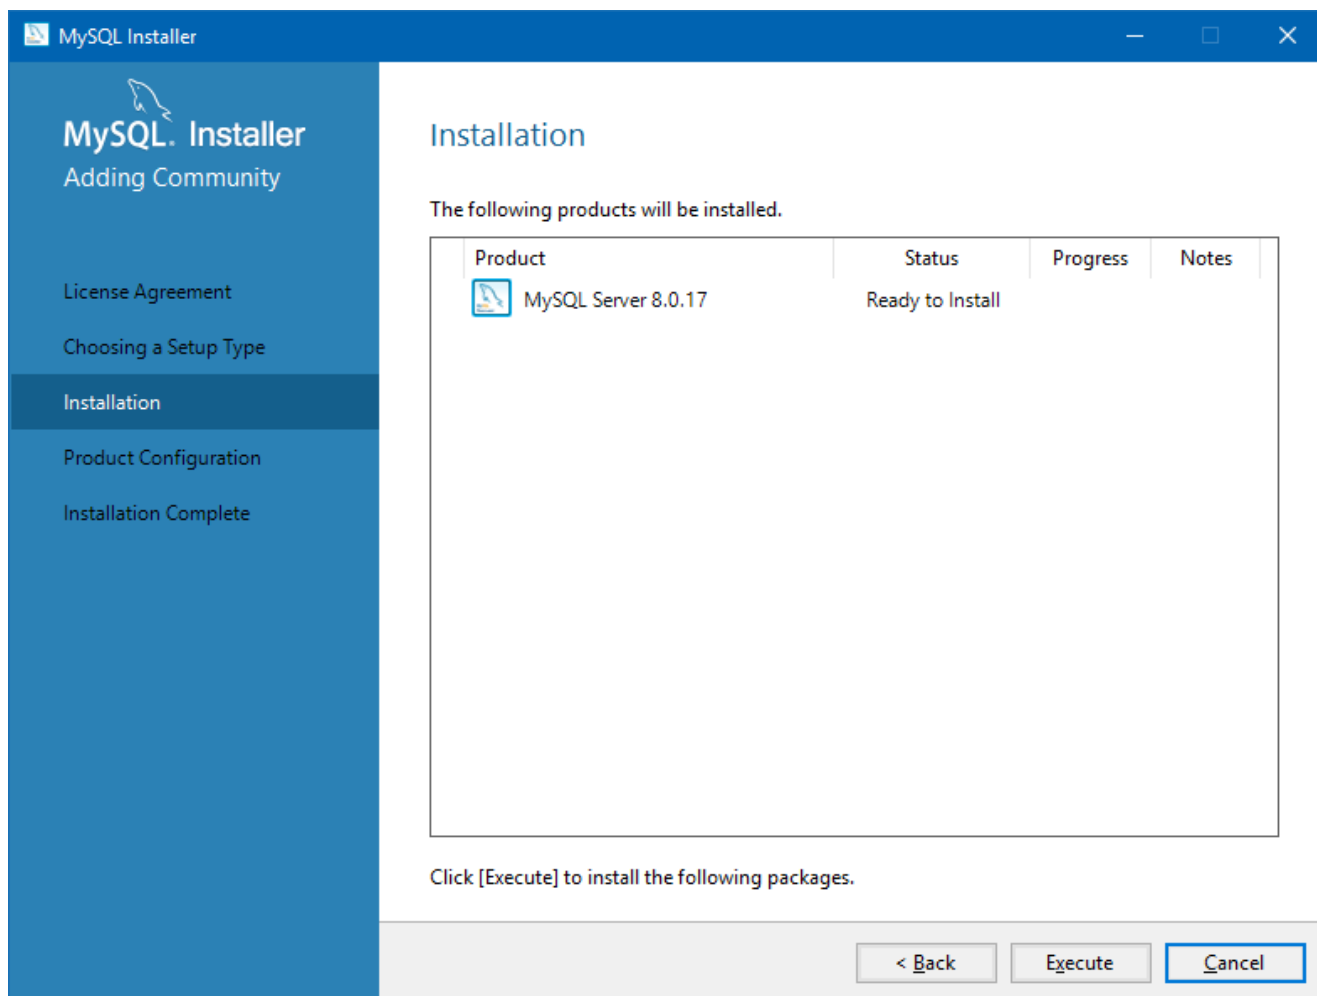 MySQL Installer
MySQL. Installer
Adding Community
License Agreement
Choosing a Setup Type
Installation
Product Configuration
Installation Complete
Installation
The following products will be installed.
Product Status Progress Notes
MySQL Server 8.0.17 Ready to Install
Click [Execute] to install the following packages.
< Back Execute Cancel